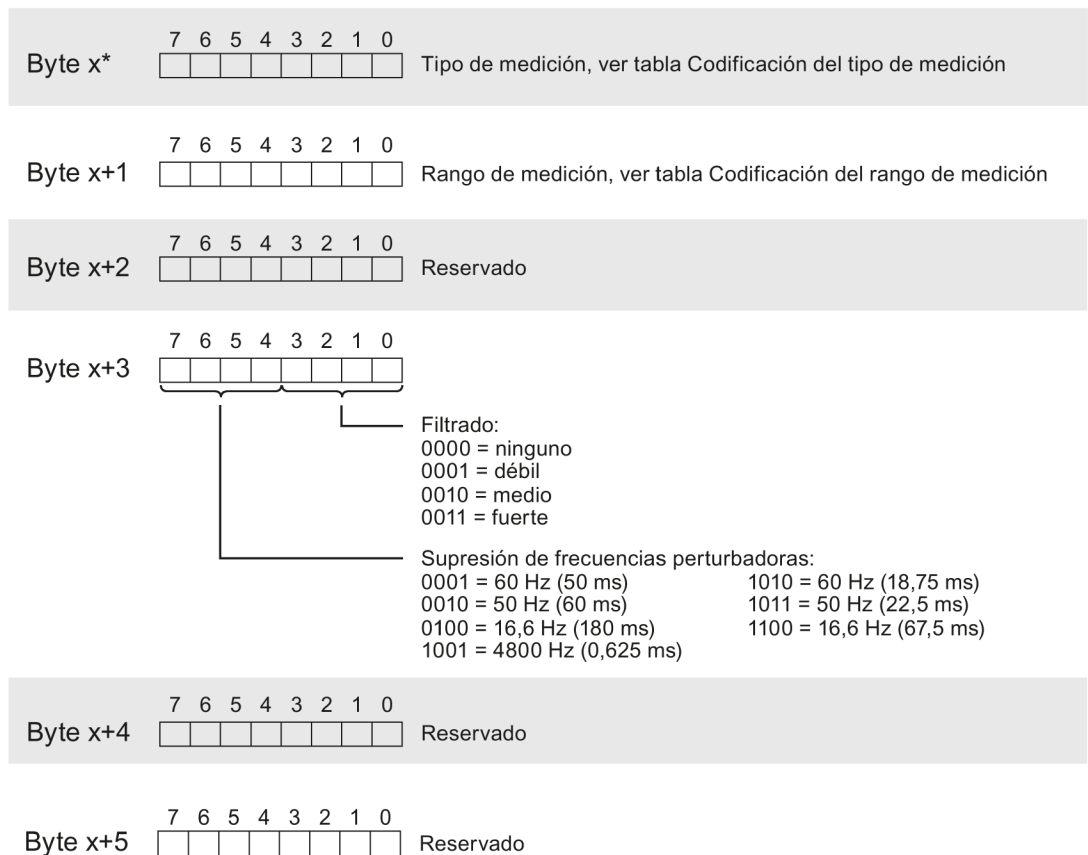 7 6 5 4 3 2 1 0
Byte x* Tipo de medición, ver tabla Codificación del tipo de medición
7 6 5 4 3 2 1 0
Byte x+1 Rango de medición, ver tabla Codificación del rango de medición
7 6 5 4 3 2 1 0
Byte x+2 Reservado
7 6 5 4 3 2 1 0
Byte x+3
Filtrado:
0000 = ninguno
0001 = débil
0010 = medio
0011 = fuerte
Supresión de frecuencias perturbadoras:
0001 = 60 Hz (50 ms) 1010 = 60 Hz (18,75 ms)
0010 = 50 Hz (60 ms) 1011 = 50 Hz (22,5 ms)
0100 = 16,6 Hz (180 ms) 1100 = 16,6 Hz (67,5 ms)
1001 = 4800 Hz (0,625 ms)
7 6 5 4 3 2 1 0
Byte x+4 Reservado
7 6 5 4 3 2 1 0
Byte x+5 Reservado